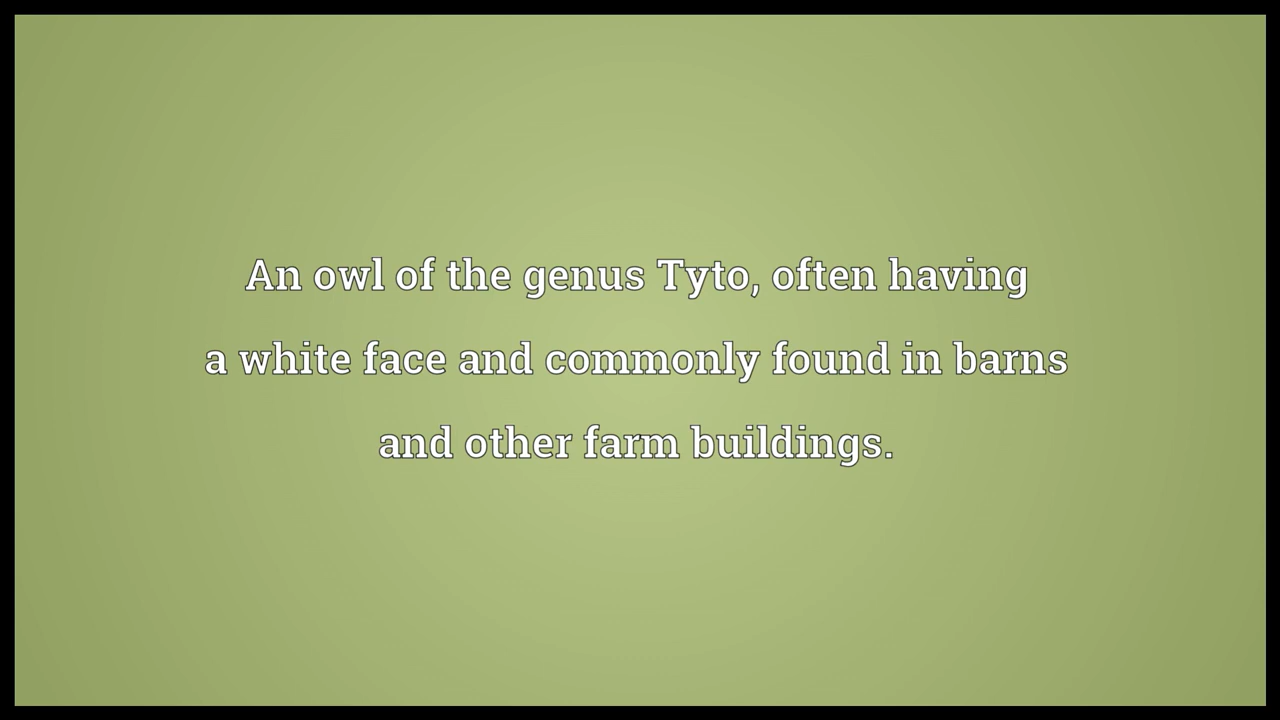 An owl of the genus Tyto, often having
a white face and commonly found in barns
and other farm buildings.